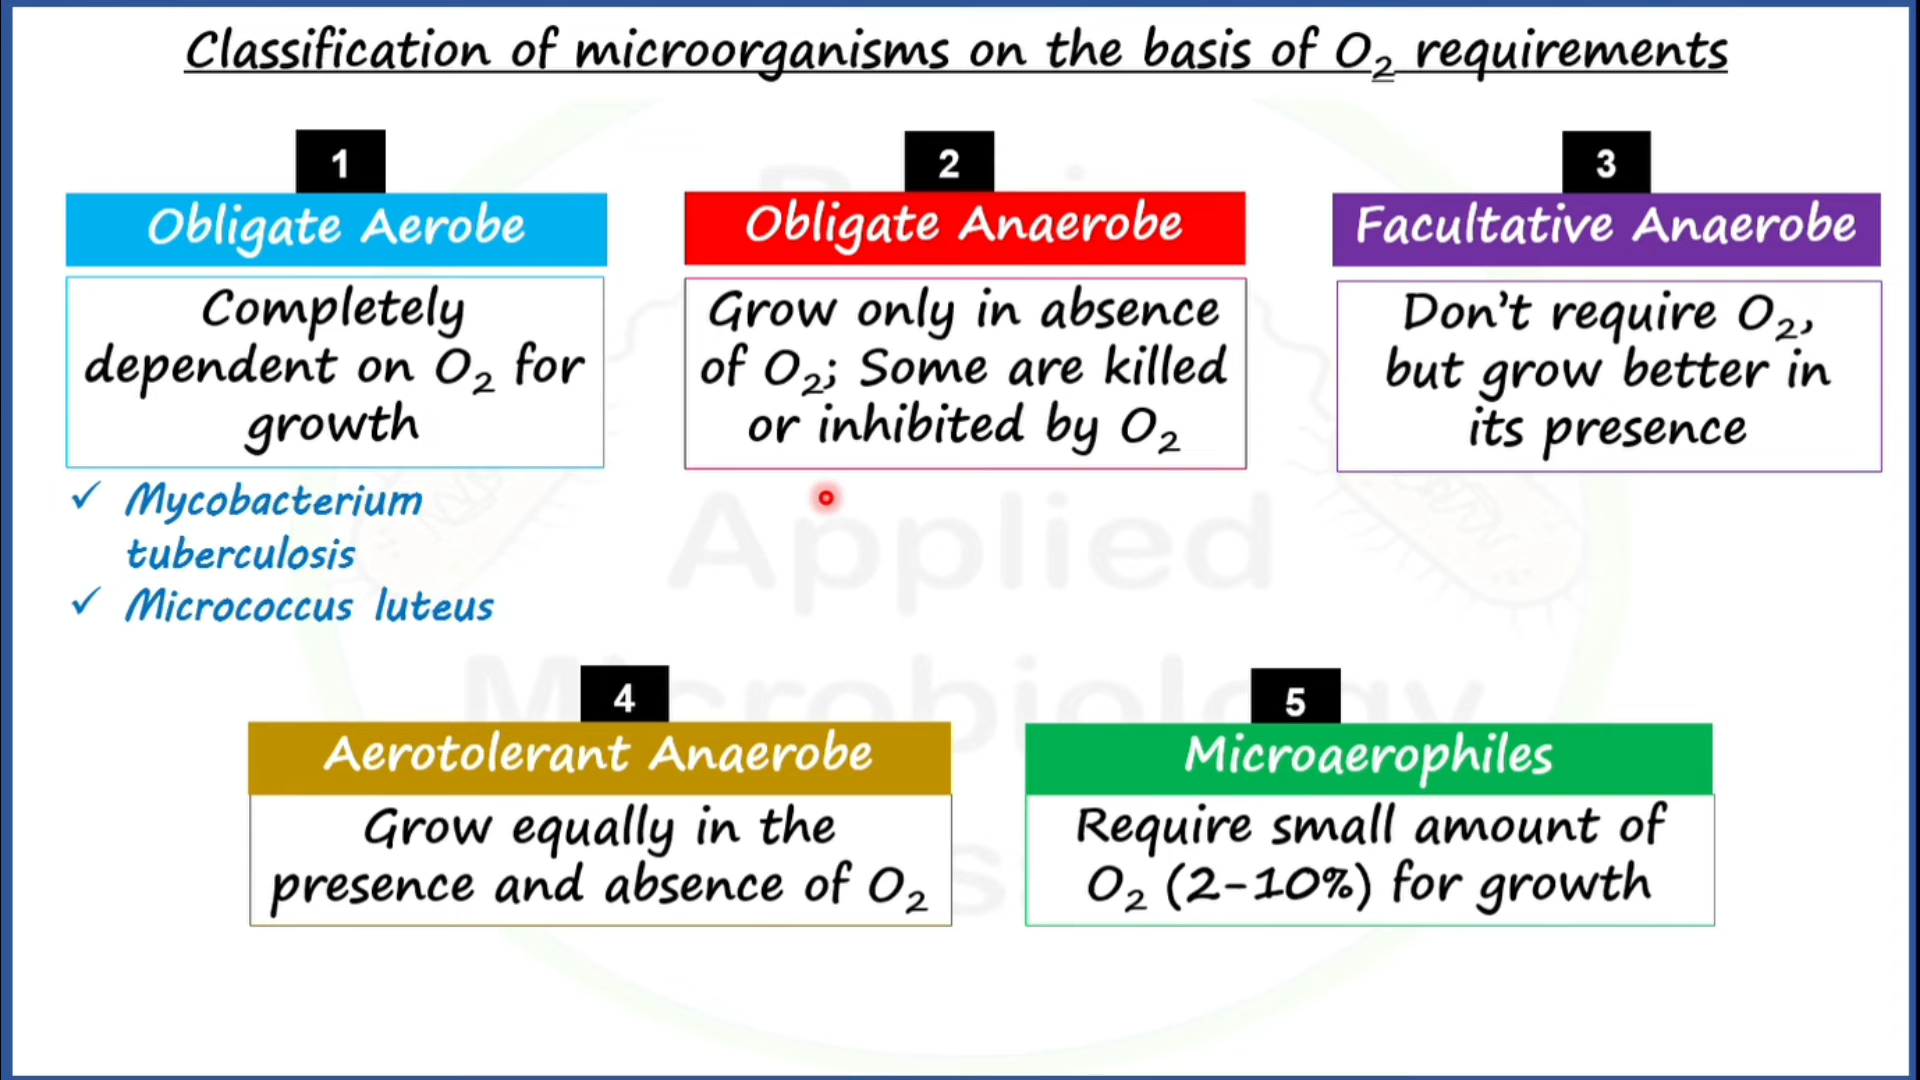 Classification of microorganisms on the basis of O₂ requirements
1
Obligate Aerobe
Completely
dependent on O₂ for
growth
✓ Mycobacterium
tuberculosis
✓ Micrococcus luteus
2
Obligate Anaerobe
Grow only in absence
of O₂; Some are killed
or inhibited by O₂
3
Facultative Anaerobe
Don't require O₂,
but grow better in
its presence
4
Aerotolerant Anaerobe
Grow equally in the
presence and absence of O₂
5
Microaerophiles
Require small amount of
O₂ (2-10%) for growth
Applied
Microbiology